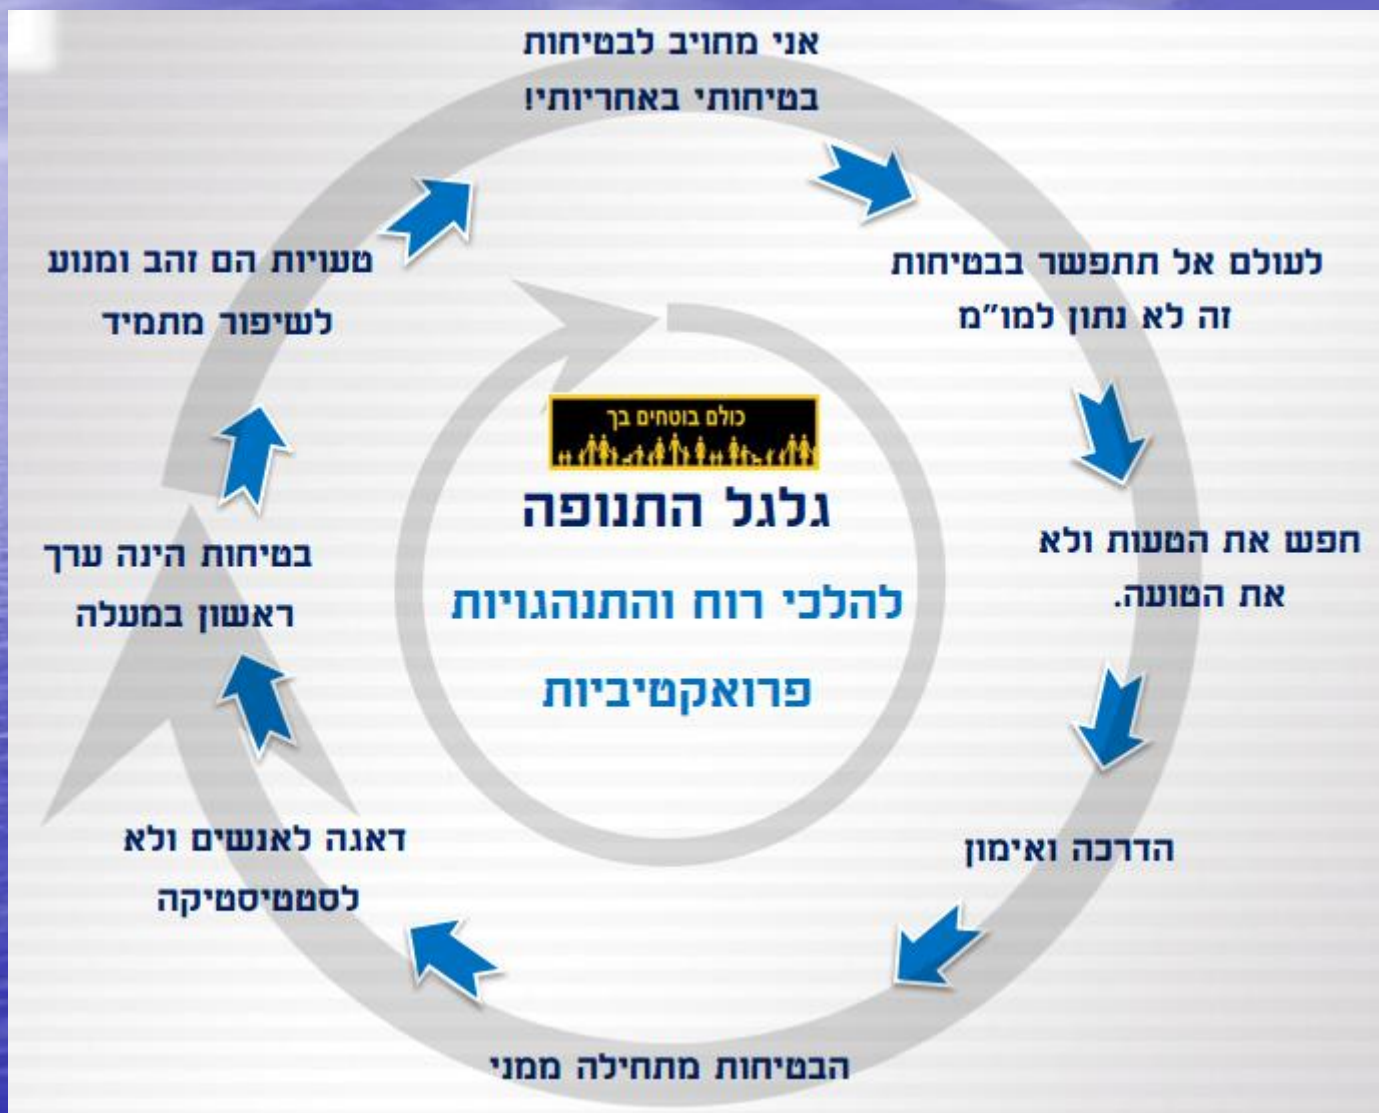 אני מחויב לבטיחות
בטיחותי באחריותי!
לעולם אל תתפשר בבטיחות
זה לא נתון למו"מ
חפש את הטעות ולא
את הטועה.
הדרכה ואימון
הבטיחות מתחילה ממני
דאגה לאנשים ולא
לסטטיסטיקה
בטיחות הינה ערך
ראשון במעלה
טעויות הם זהב ומנוע
לשיפור מתמיד
כולם בוטחים בך
גלגל התנופה
להלכי רוח והתנהגויות
פרואקטיביות